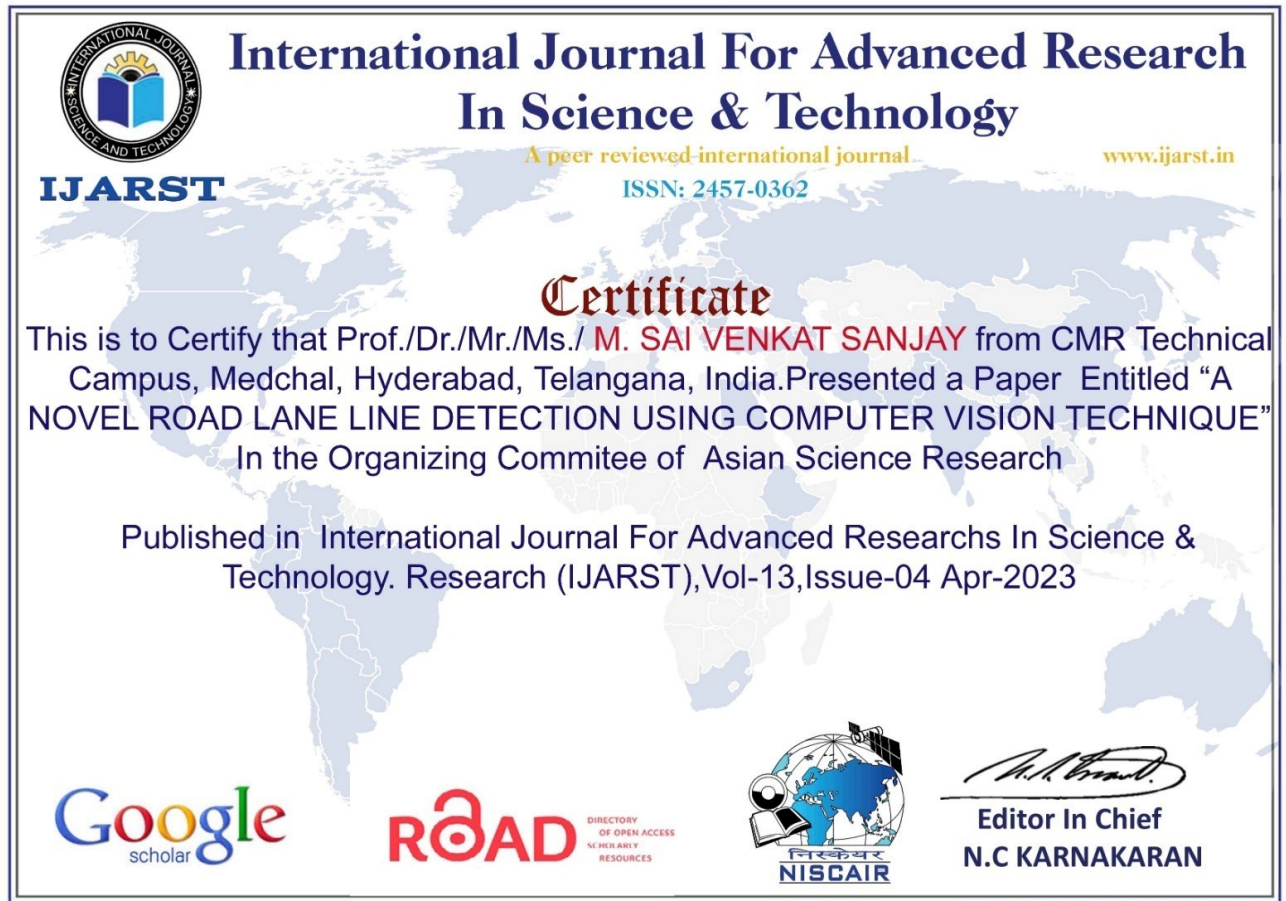 INTERNATIONAL JOURNAL
SCIENCE AND TECHNOLOGY
IJARST
International Journal For Advanced Research
In Science & Technology
A peer reviewed international journal
www.ijarst.in
ISSN: 2457-0362
Certificate
This is to Certify that Prof./Dr./Mr./Ms./ M. SAI VENKAT SANJAY from CMR Technical
Campus, Medchal, Hyderabad, Telangana, India.Presented a Paper Entitled “A
NOVEL ROAD LANE LINE DETECTION USING COMPUTER VISION TECHNIQUE”
In the Organizing Commitee of Asian Science Research
Published in International Journal For Advanced Researchs In Science &
Technology. Research (IJARST),Vol-13,Issue-04 Apr-2023
Google
scholar
ROAD
DIRECTORY
OF OPEN ACCESS
SCHOLARLY
RESOURCES
निस्केयर
NISCAIR
Editor In Chief
N.C KARNAKARAN